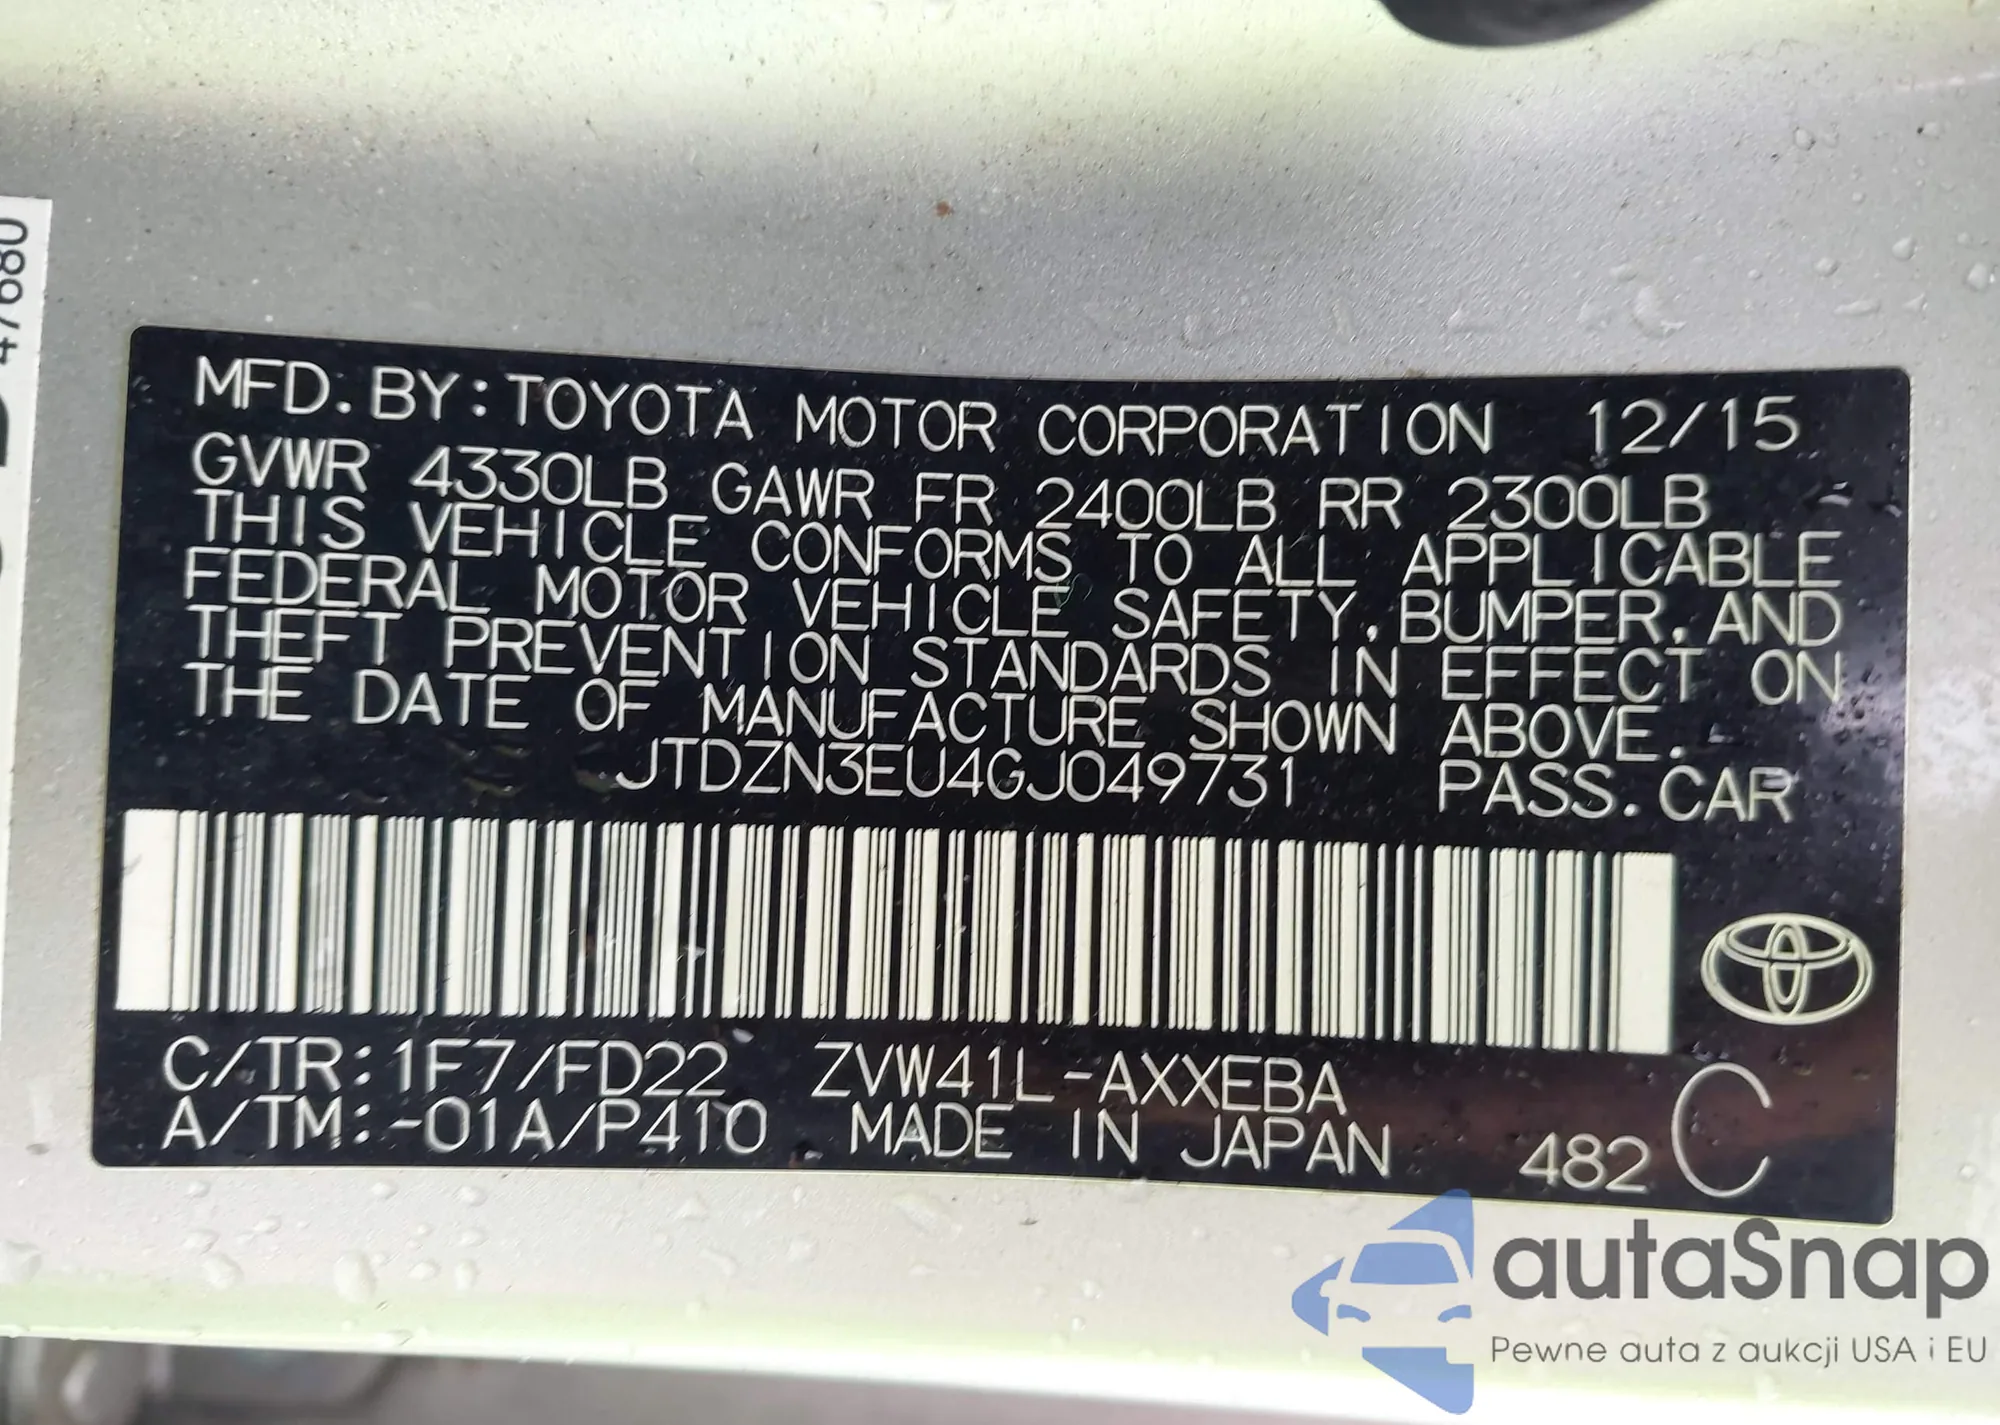 47680
MFD. BY: TOYOTA MOTOR CORPORATION 12/15
GVWR 4330LB GAWR FR 2400LB RR 2300LB
THIS VEHICLE CONFORMS TO ALL APPLICABLE
FEDERAL MOTOR VEHICLE SAFETY, BUMPER, AND
THEFT PREVENTION STANDARDS IN EFFECT ON
THE DATE OF MANUFACTURE SHOWN ABOVE.
JTDZN3EU4GJ049731 PASS. CAR
C/TR: 1F7/FD22 ZVW41L-AXXEBA
A/TM: -01A/P410 MADE IN JAPAN 482 C
autaSnap
Pewne auta z aukcji USA i EU